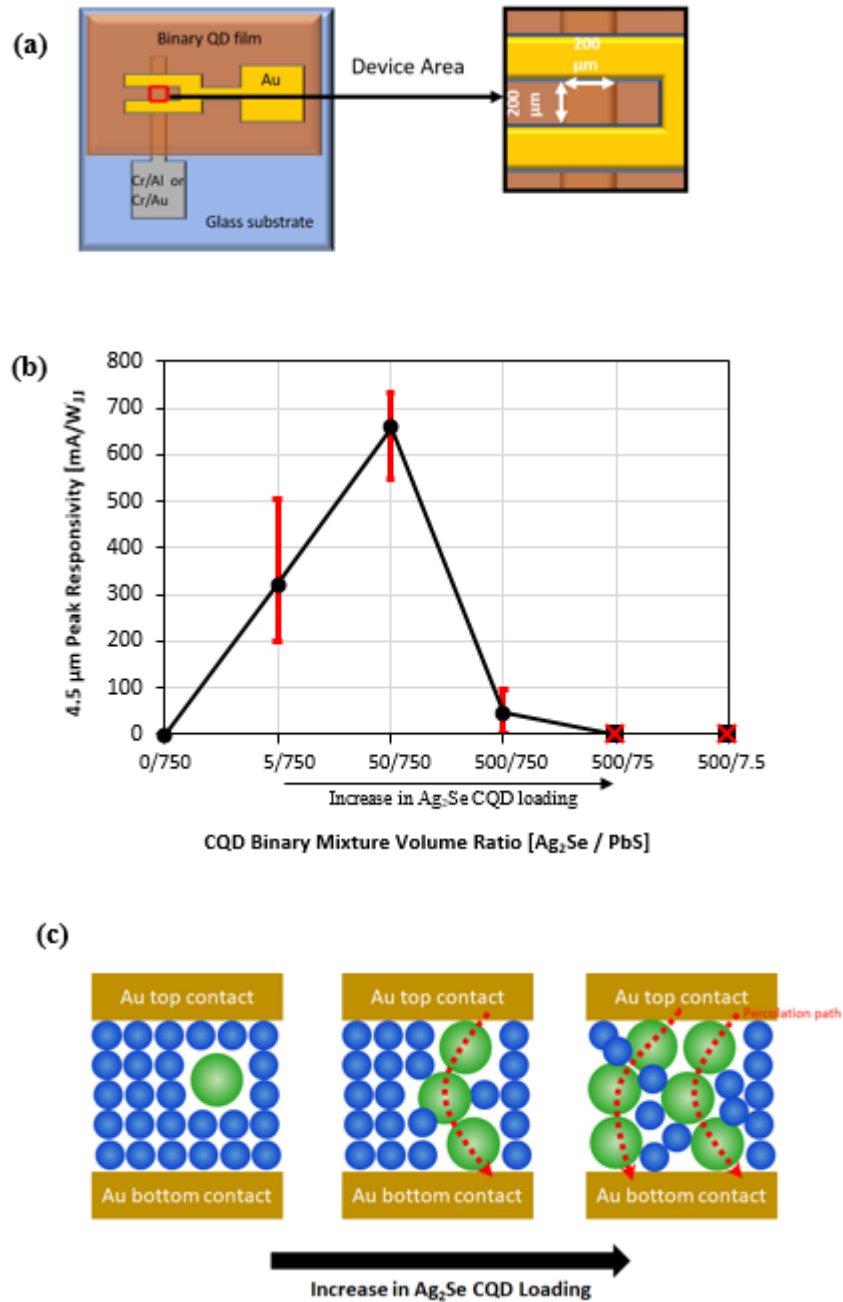 (a)
Binary QD film
Au
Device Area
200
μm
200
μm
Cr/Al or
Cr/Au
Glass substrate
(b)
4.5 μm Peak Responsivity [mA/W]
800
700
600
500
400
300
200
100
0
0/750
5/750
50/750
500/750
500/75
500/7.5
Increase in Ag₂Se CQD loading
CQD Binary Mixture Volume Ratio [Ag₂Se / PbS]
(c)
Au top contact
Au top contact
Au top contact
Percolation path
Au bottom contact
Au bottom contact
Au bottom contact
Increase in Ag₂Se CQD Loading